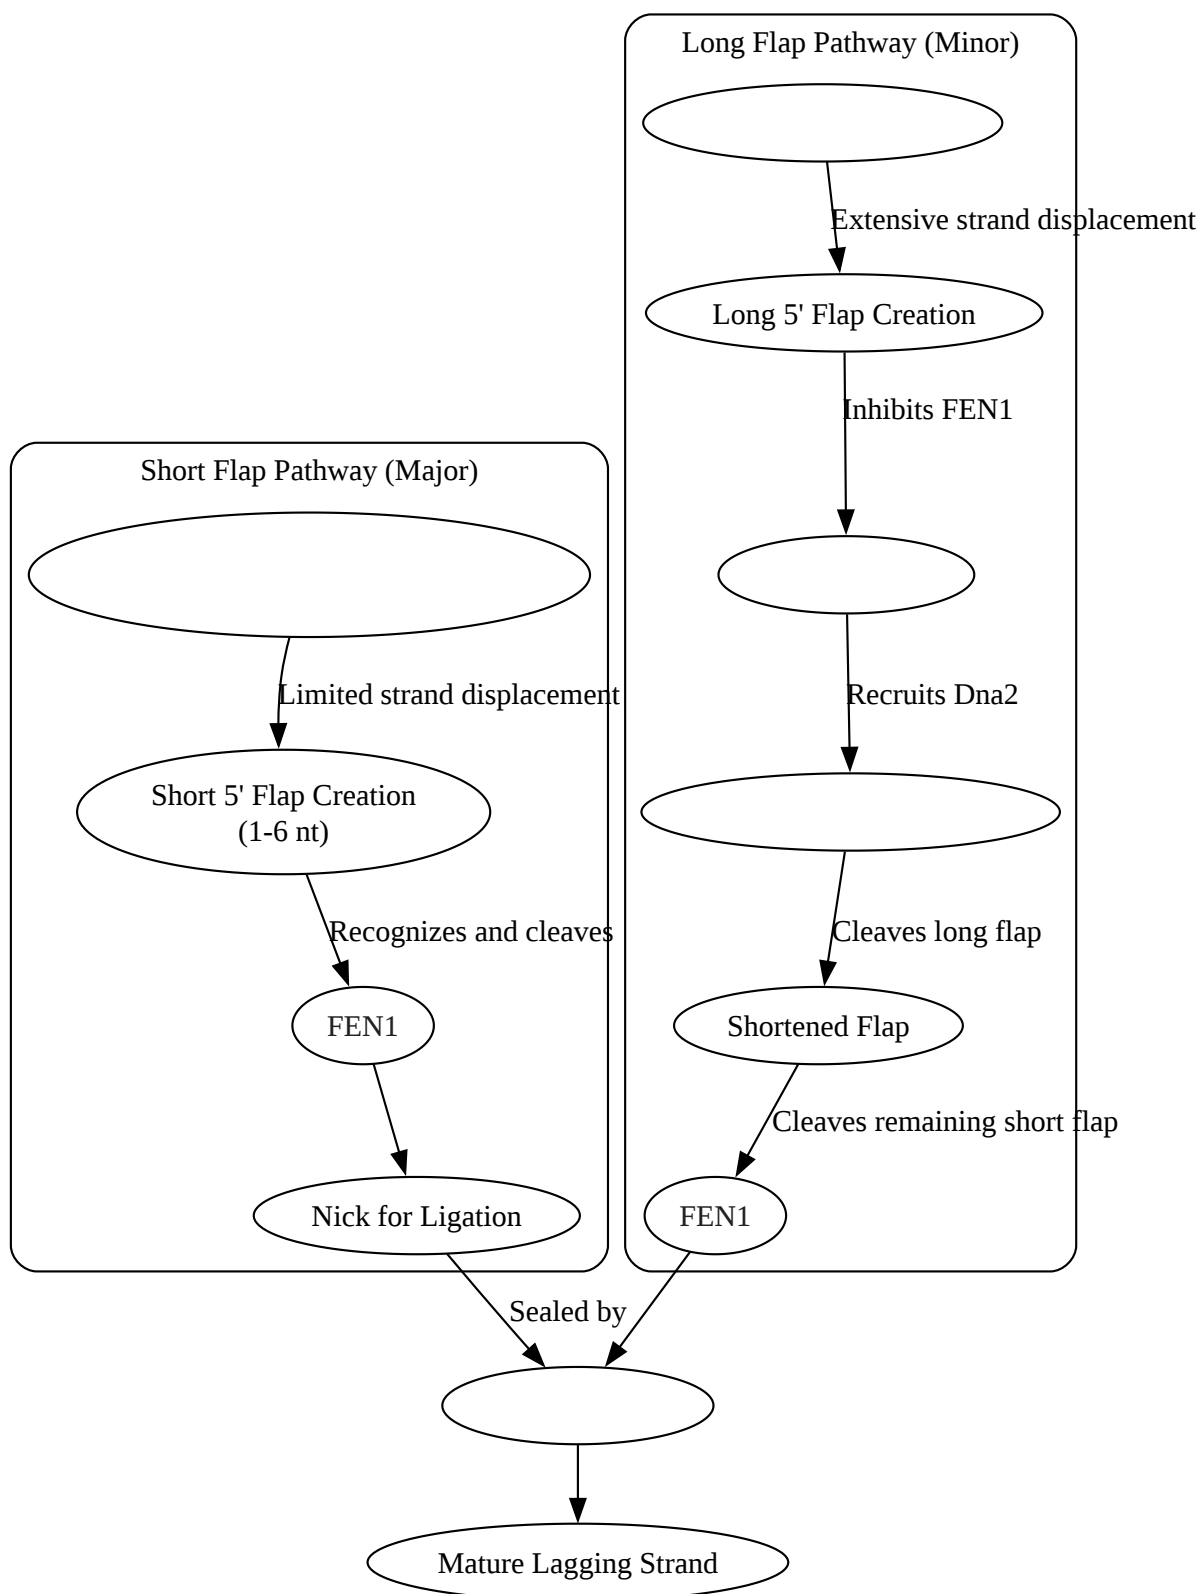 Long Flap Pathway (Minor)
Extensive strand displacement
Long 5' Flap Creation
Inhibits FEN1
Recruits Dna2
Cleaves long flap
Shortened Flap
Cleaves remaining short flap
FEN1
Short Flap Pathway (Major)
Limited strand displacement
Short 5' Flap Creation
(1-6 nt)
Recognizes and cleaves
FEN1
Nick for Ligation
Sealed by
Mature Lagging Strand